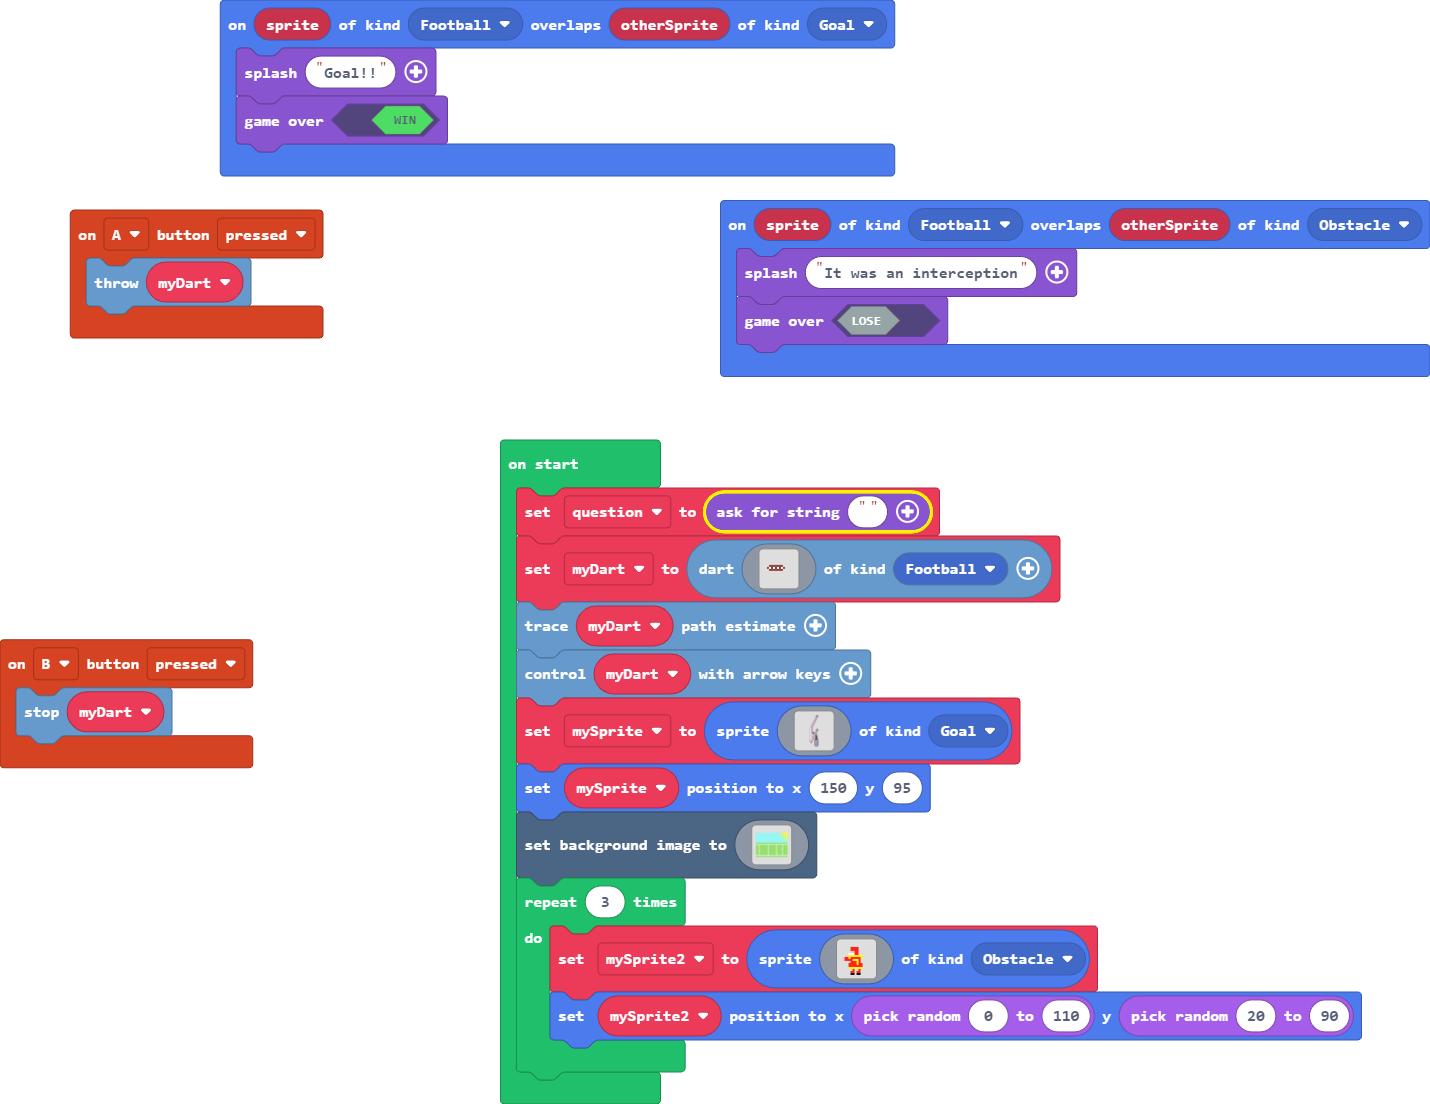 on sprite of kind Football overlaps otherSprite of kind Goal
splash "Goal!!"
game over WIN
on A button pressed
throw myDart
on sprite of kind Football overlaps otherSprite of kind Obstacle
splash "It was an interception"
game over LOSE
on start
set question to ask for string " "
set myDart to dart of kind Football
trace myDart path estimate
control myDart with arrow keys
set mySprite to sprite of kind Goal
set mySprite position to x 150 y 95
set background image to
repeat 3 times
do
set mySprite2 to sprite of kind Obstacle
set mySprite2 position to x pick random 0 to 110 y pick random 20 to 90
on B button pressed
stop myDart